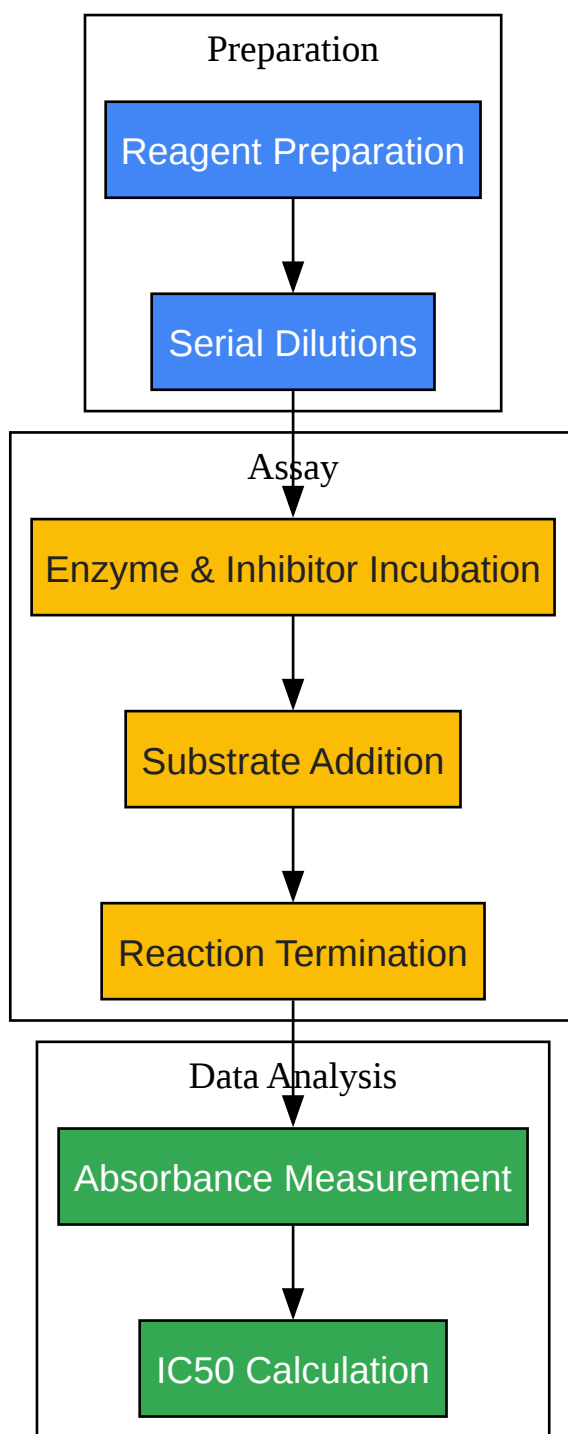 Preparation
Reagent Preparation
Serial Dilutions
Assay
Enzyme & Inhibitor Incubation
Substrate Addition
Reaction Termination
Data Analysis
Absorbance Measurement
IC50 Calculation